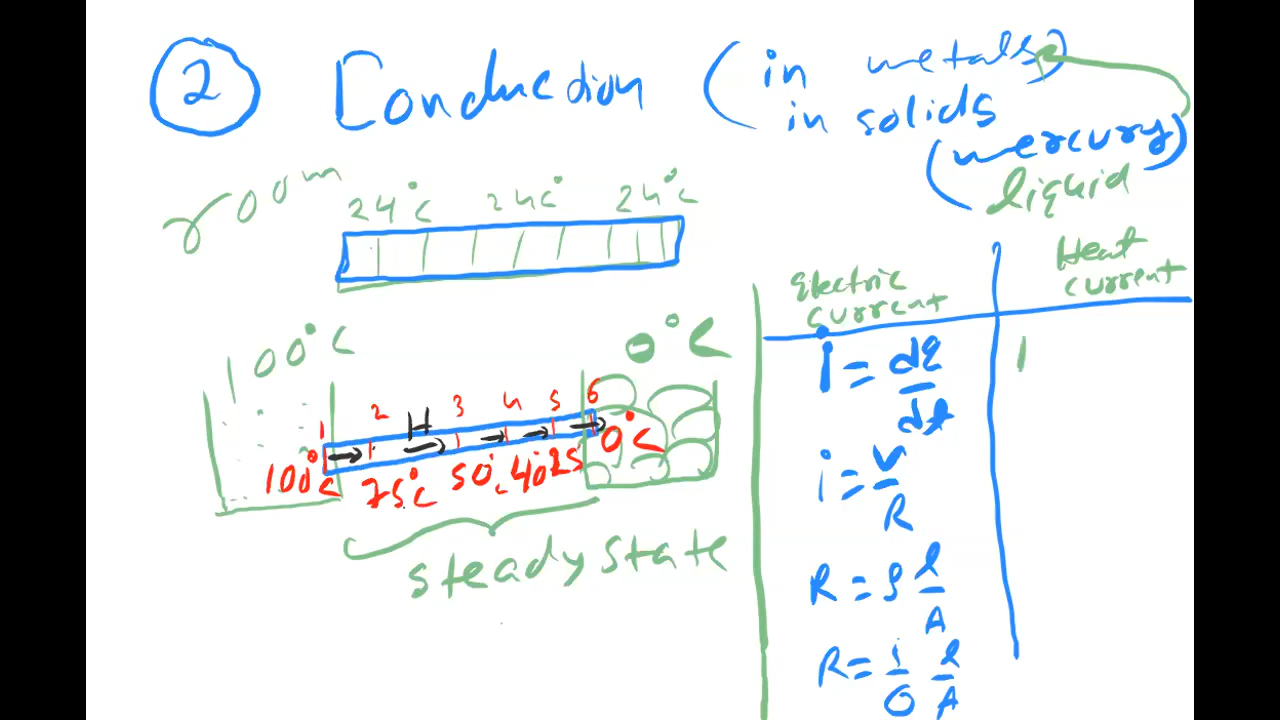 2 Conduction (in metals)
in solids
(mercury)
liquid
room
24°C 24C° 24°C
Electric current
Heat current
100°C
0°C
1 2 H 3 4 5 6
100°C 75°C 50°C 40° 25 0°C
steady state
i = dq/dt
i = V/R
R = ρ l/A
R = 1/σ l/A